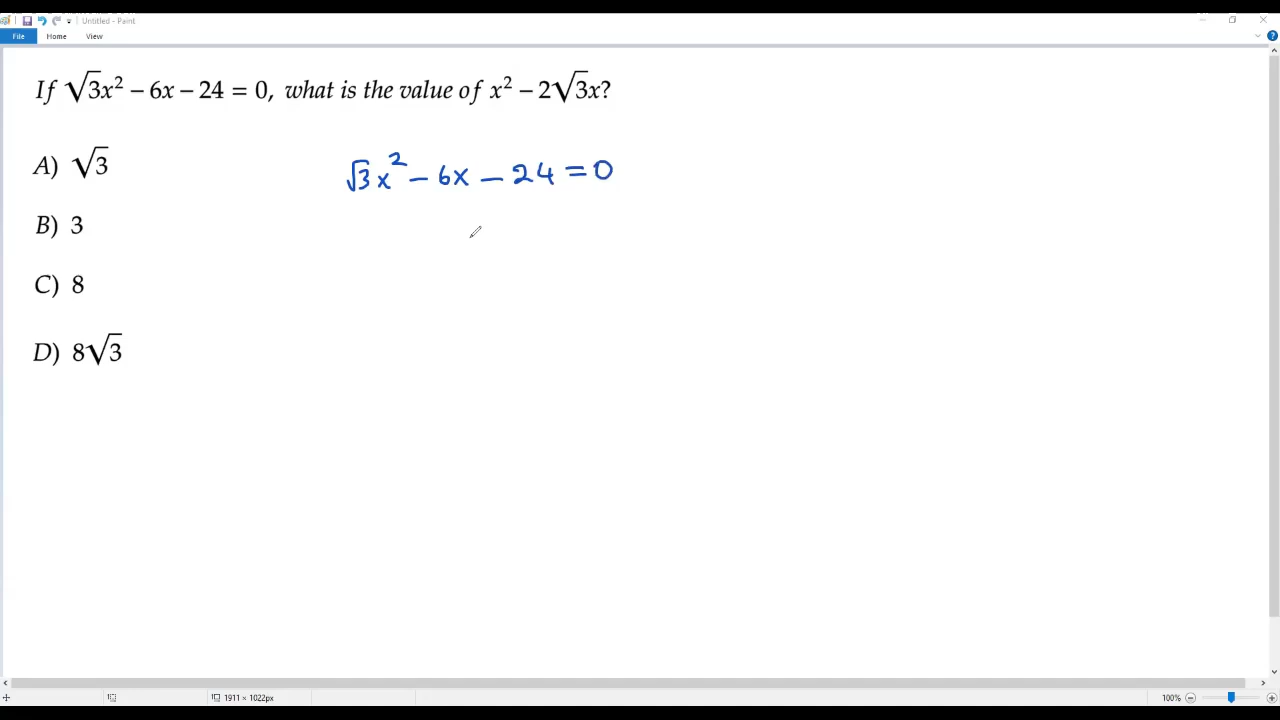 Untitled - Paint
File Home View
If √3x² − 6x − 24 = 0, what is the value of x² − 2√3x?
A) √3
√3x² − 6x − 24 = 0
B) 3
C) 8
D) 8√3
1911 × 1022px
100%